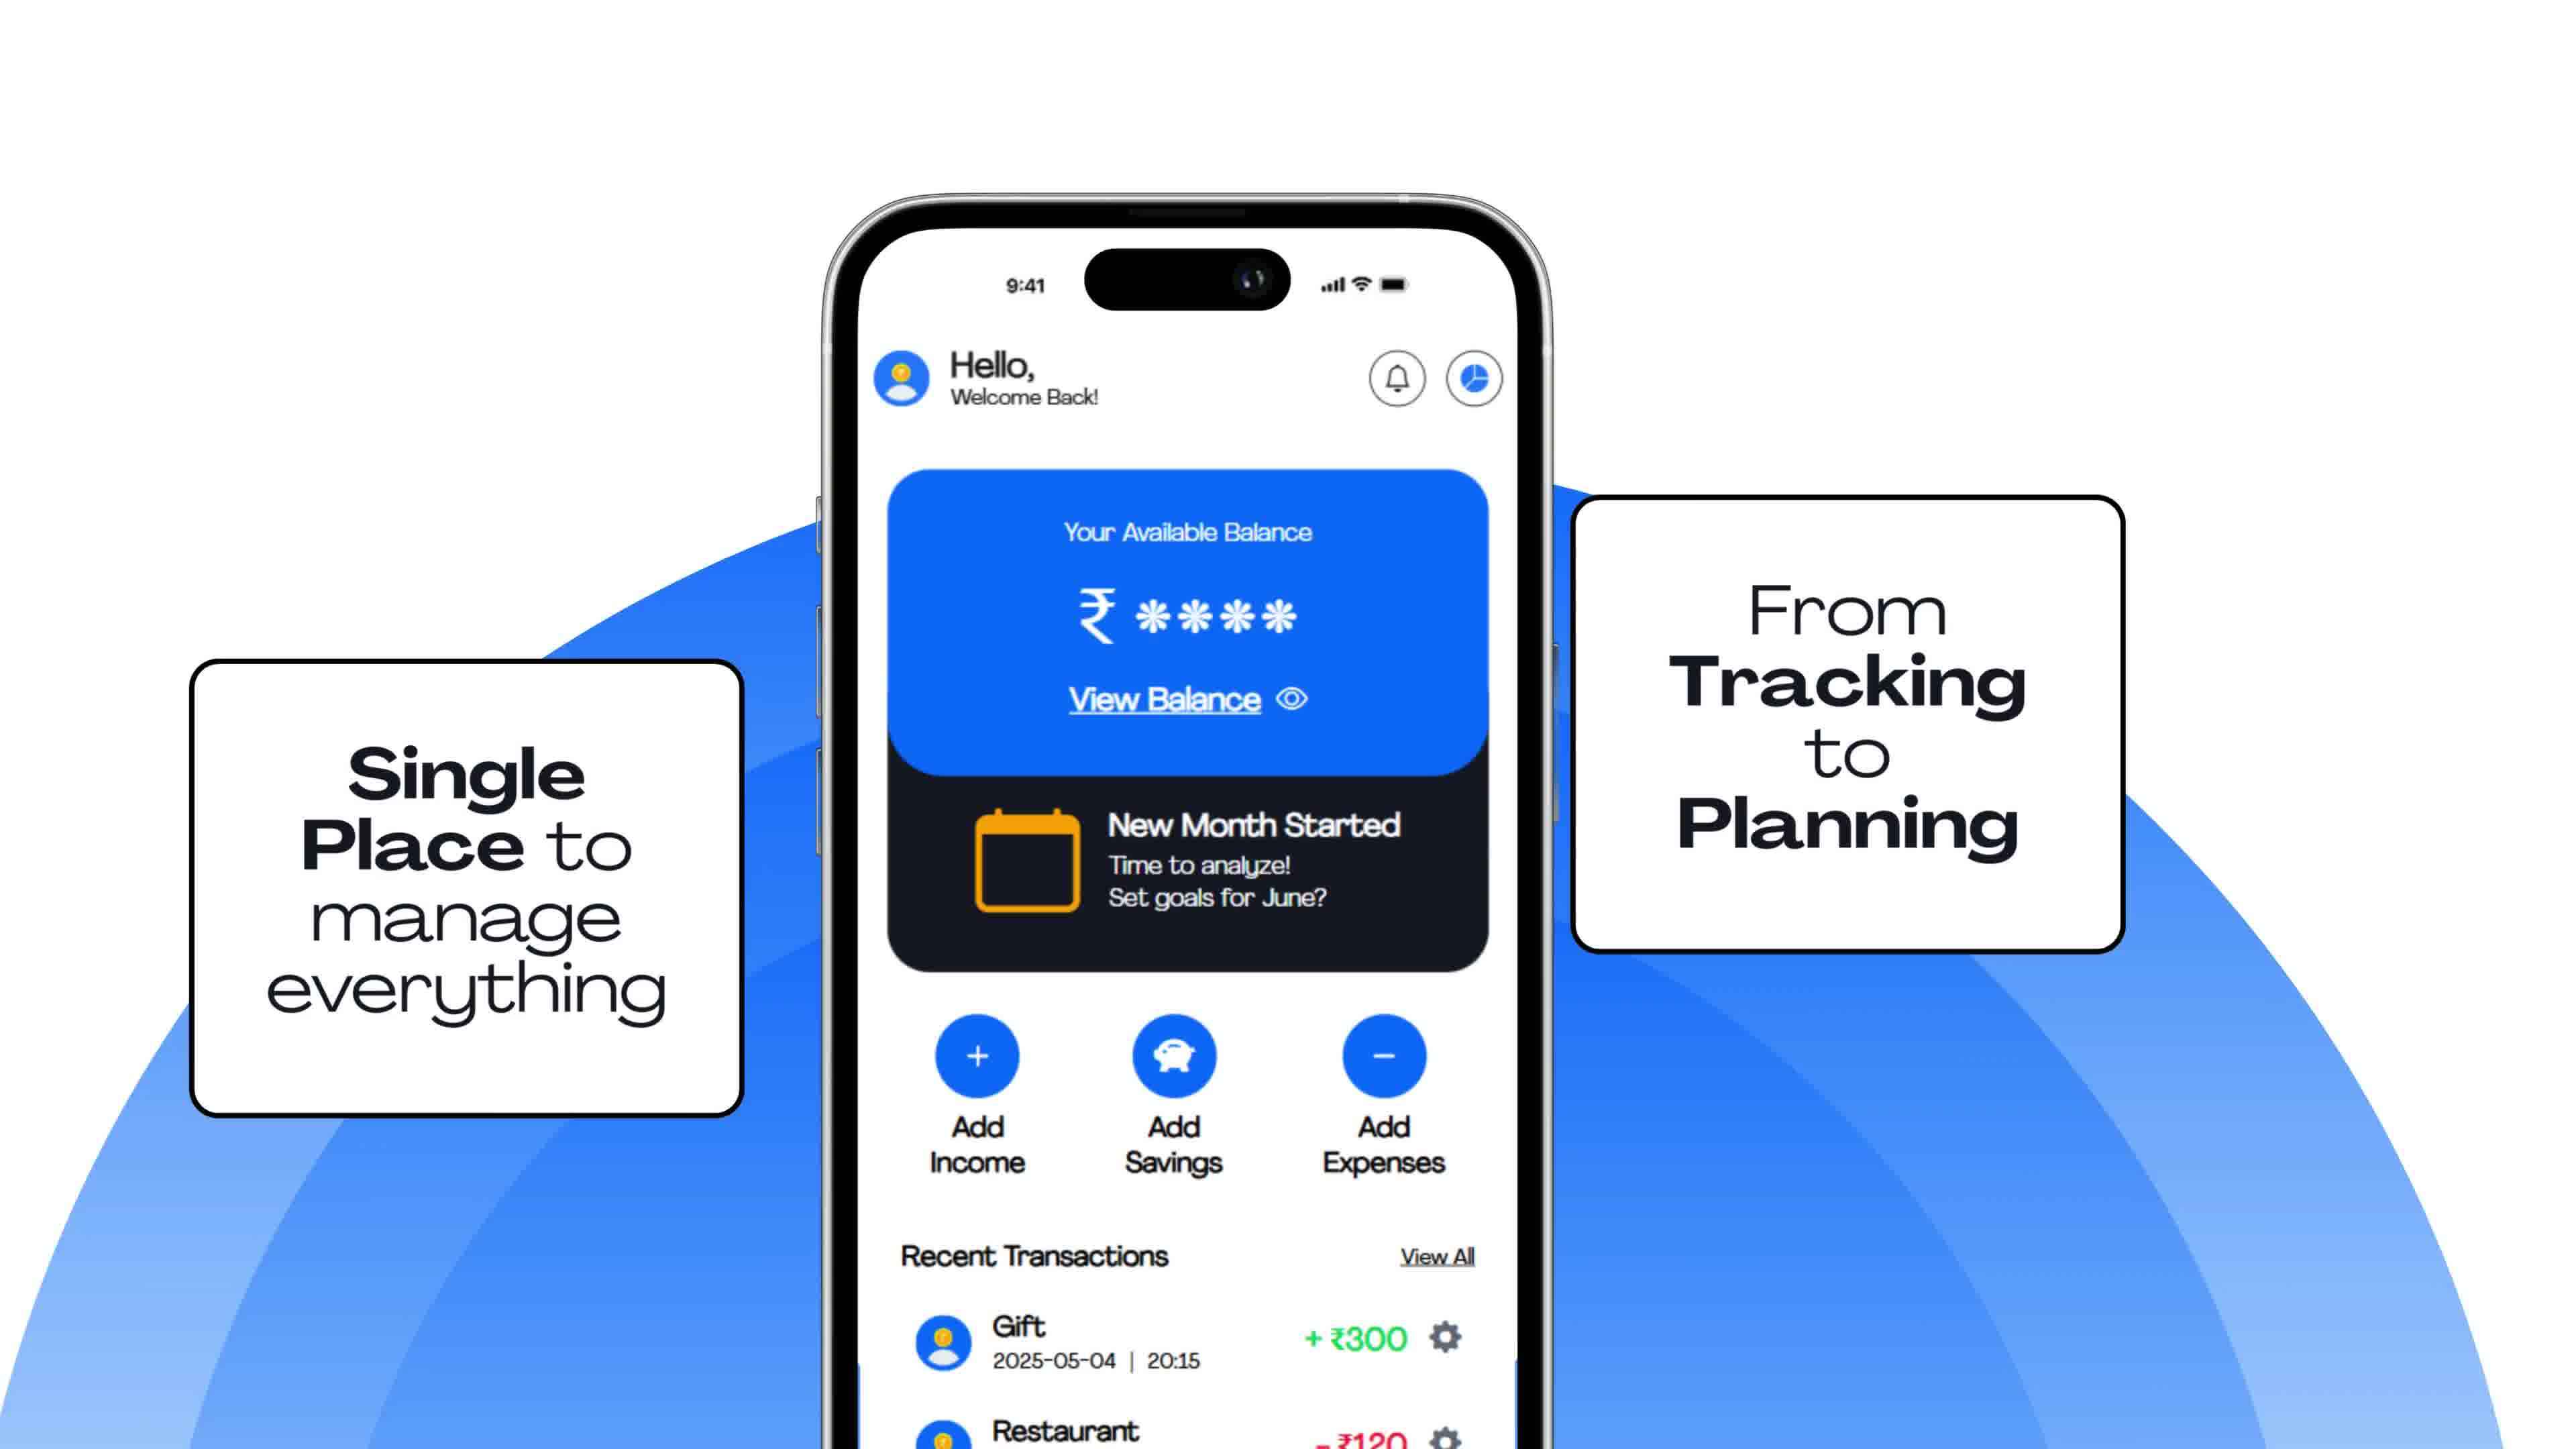 9:41
Hello,
Welcome Back!
Your Available Balance
₹ ****
View Balance
New Month Started
Time to analyze!
Set goals for June?
Add
Income
Add
Savings
Add
Expenses
Recent Transactions
View All
Gift
2025-05-04 | 20:15
+ ₹300
Restaurant
- ₹120
Single
Place to
manage
everything
From
Tracking
to
Planning